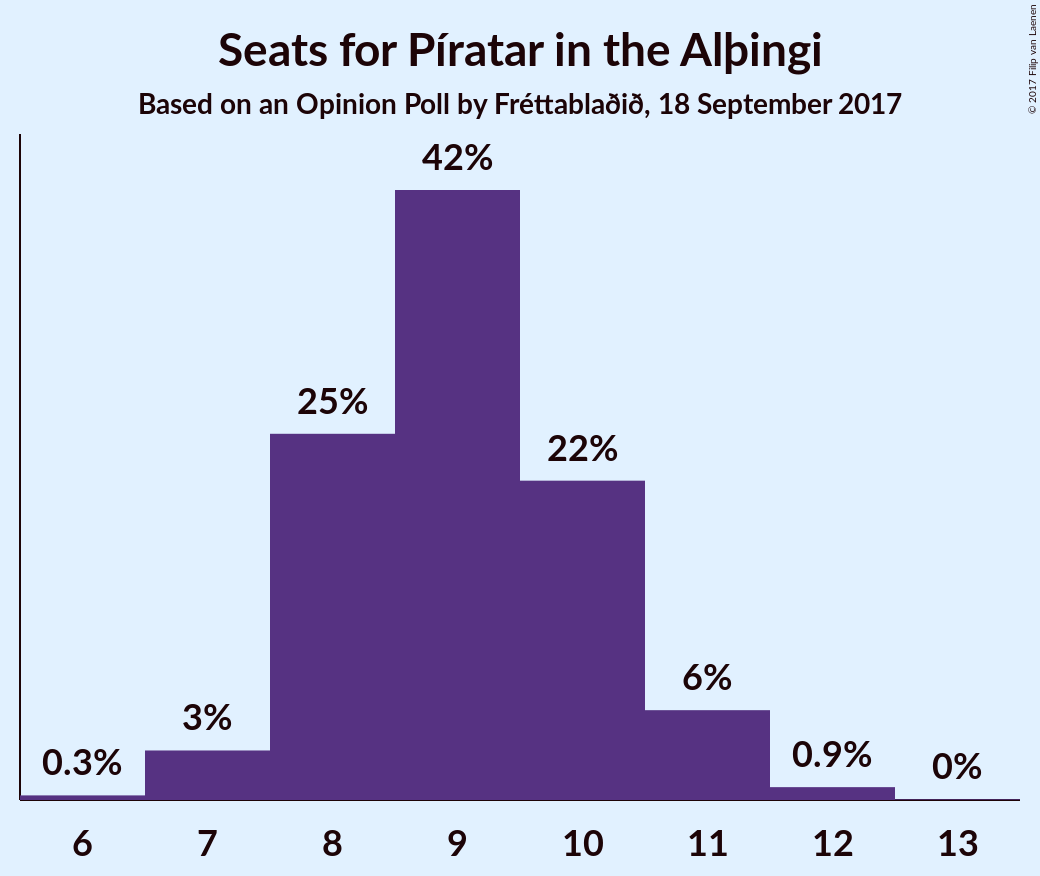 Seats for Píratar in the Alþingi
Based on an Opinion Poll by Fréttablaðið, 18 September 2017
© 2017 Filip van Laenen
42%
25%
22%
6%
3%
0.3%
0.9%
0%
6 7 8 9 10 11 12 13